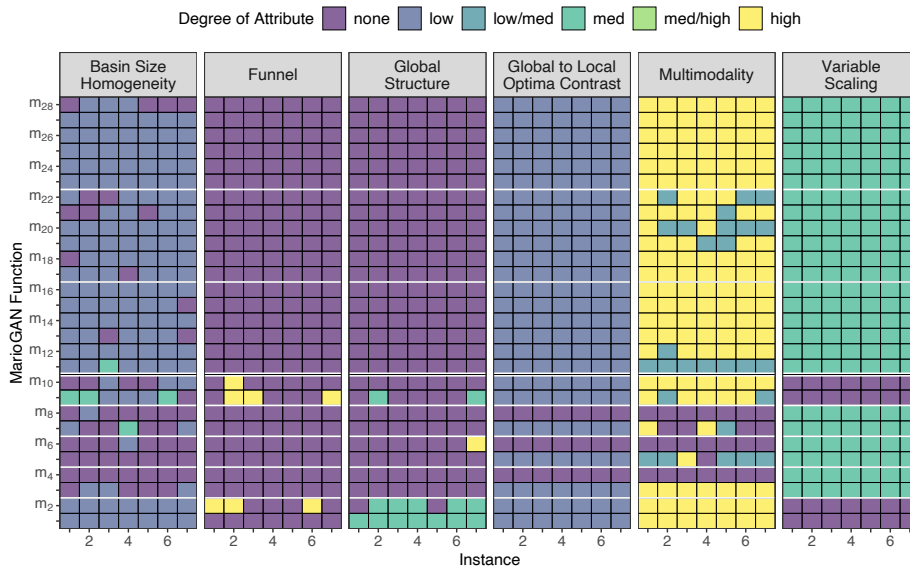 Degree of Attribute none low low/med med med/high high
Basin Size
Homogeneity
Funnel
Global
Structure
Global to Local
Optima Contrast
Multimodality
Variable
Scaling
MarioGAN Function
m28
m26
m24
m22
m20
m18
m16
m14
m12
m10
m8
m6
m4
m2
2 4 6 2 4 6 2 4 6 2 4 6 2 4 6 2 4 6
Instance